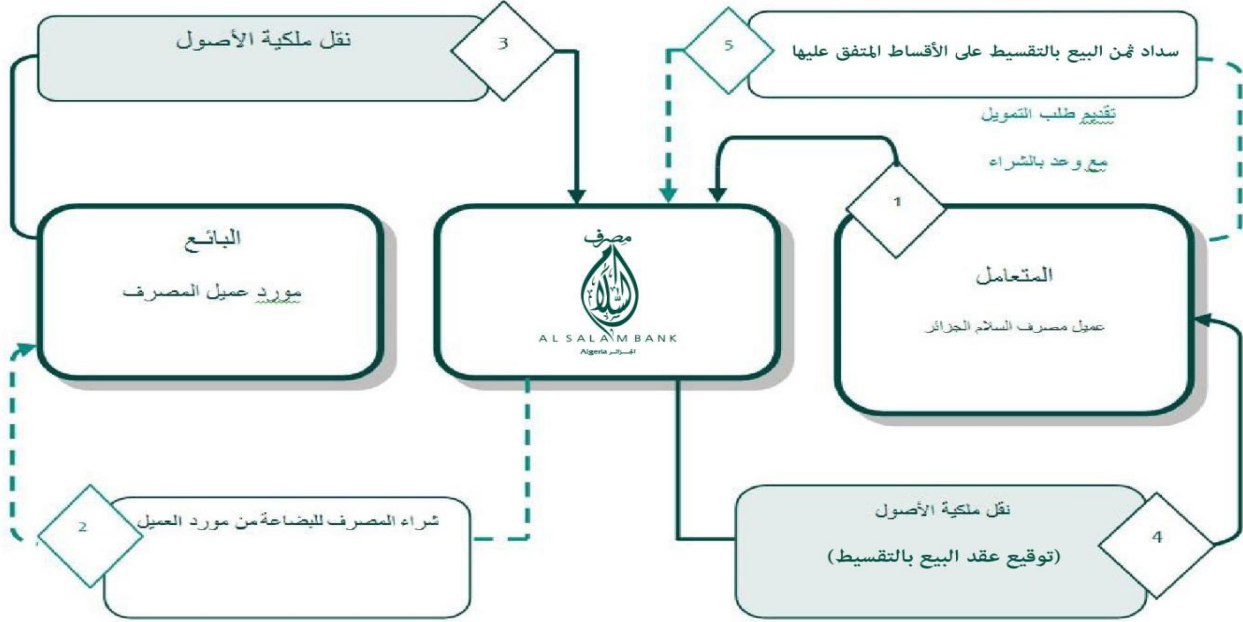 نقل ملكية الأصول
3
5
سداد ثمن البيع بالتقسيط على الأقساط المتفق عليها
تقديم طلب التمويل
مع وعد بالشراء
1
البائع
مورد عميل المصرف
مصرف
السلام
AL SALAM BANK
Algeria الجزائر
المتعامل
عميل مصرف السلام الجزائر
2
شراء المصرف للبضاعة من مورد العميل
نقل ملكية الأصول
(توقيع عقد البيع بالتقسيط)
4